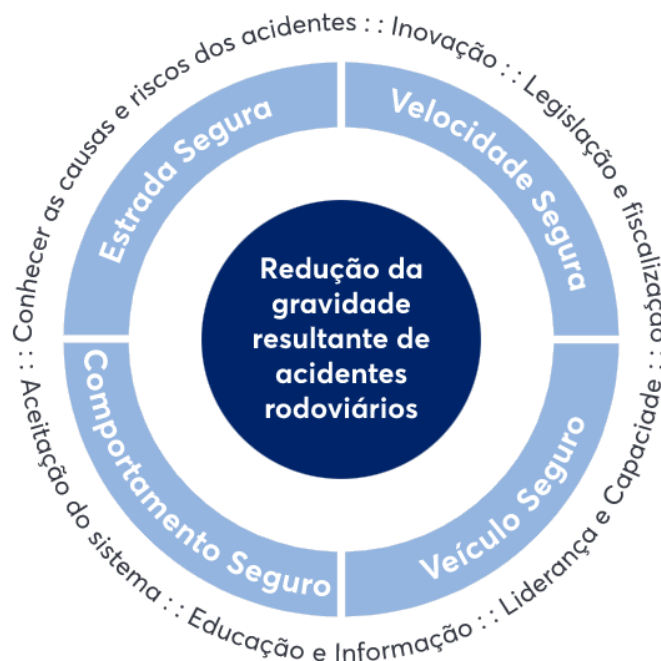 Conhecer as causas e riscos dos acidentes : : Inovação : : Legislação e fiscalização : : Liderança e Capaciade : : Educação e Informação : : Aceitação do sistema : :
Estrada Segura
Velocidade Segura
Redução da
gravidade
resultante de
acidentes
rodoviários
Comportamento Seguro
Veículo Seguro